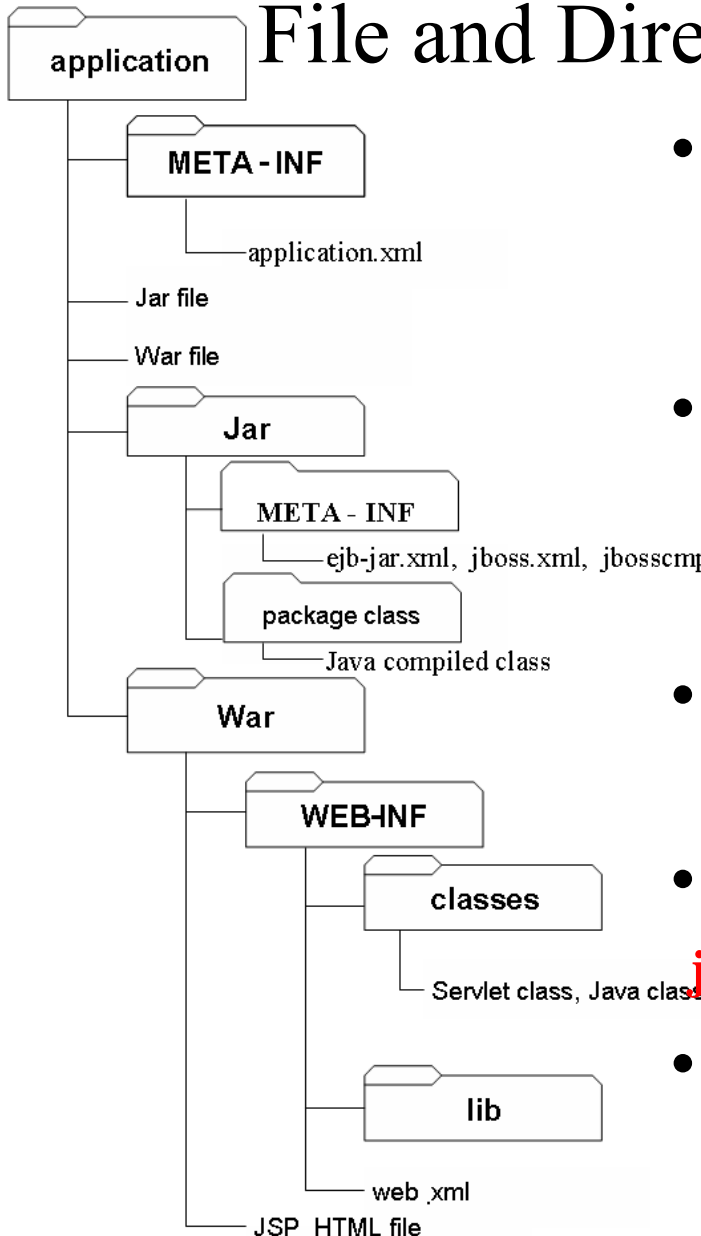 File and Dire
application
META - INF
application.xml
Jar file
War file
Jar
META - INF
ejb-jar.xml, jboss.xml, jbosscmp
package class
Java compiled class
War
WEB-INF
classes
j
Servlet class, Java class
lib
web .xml
JSP HTML file